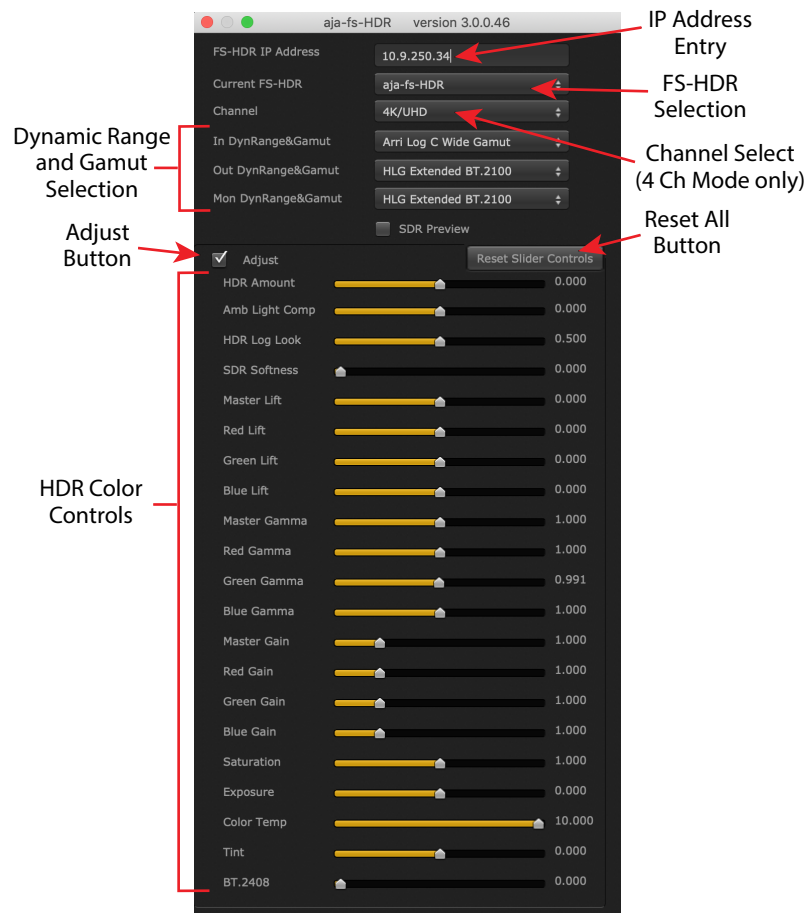 aja-fs-HDR version 3.0.0.46
IP Address
Entry
FS-HDR IP Address 10.9.250.34
Current FS-HDR aja-fs-HDR
FS-HDR
Selection
Channel 4K/UHD
Dynamic Range
and Gamut
Selection
In DynRange&Gamut Arri Log C Wide Gamut
Out DynRange&Gamut HLG Extended BT.2100
Mon DynRange&Gamut HLG Extended BT.2100
Channel Select
(4 Ch Mode only)
SDR Preview
Adjust
Button
Reset All
Button
Adjust Reset Slider Controls
HDR Amount 0.000
Amb Light Comp 0.000
HDR Log Look 0.500
SDR Softness 0.000
Master Lift 0.000
Red Lift 0.000
Green Lift 0.000
Blue Lift 0.000
HDR Color
Controls
Master Gamma 1.000
Red Gamma 1.000
Green Gamma 0.991
Blue Gamma 1.000
Master Gain 1.000
Red Gain 1.000
Green Gain 1.000
Blue Gain 1.000
Saturation 1.000
Exposure 0.000
Color Temp 10.000
Tint 0.000
BT.2408 0.000